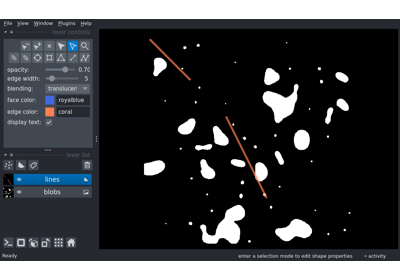 File View Window Plugins Help
layer controls
opacity: 0.70
edge width: 5
blending: translucen
face color: royalblue
edge color: coral
display text:
layer list
lines
blobs
Ready enter a selection mode to edit shape properties activity